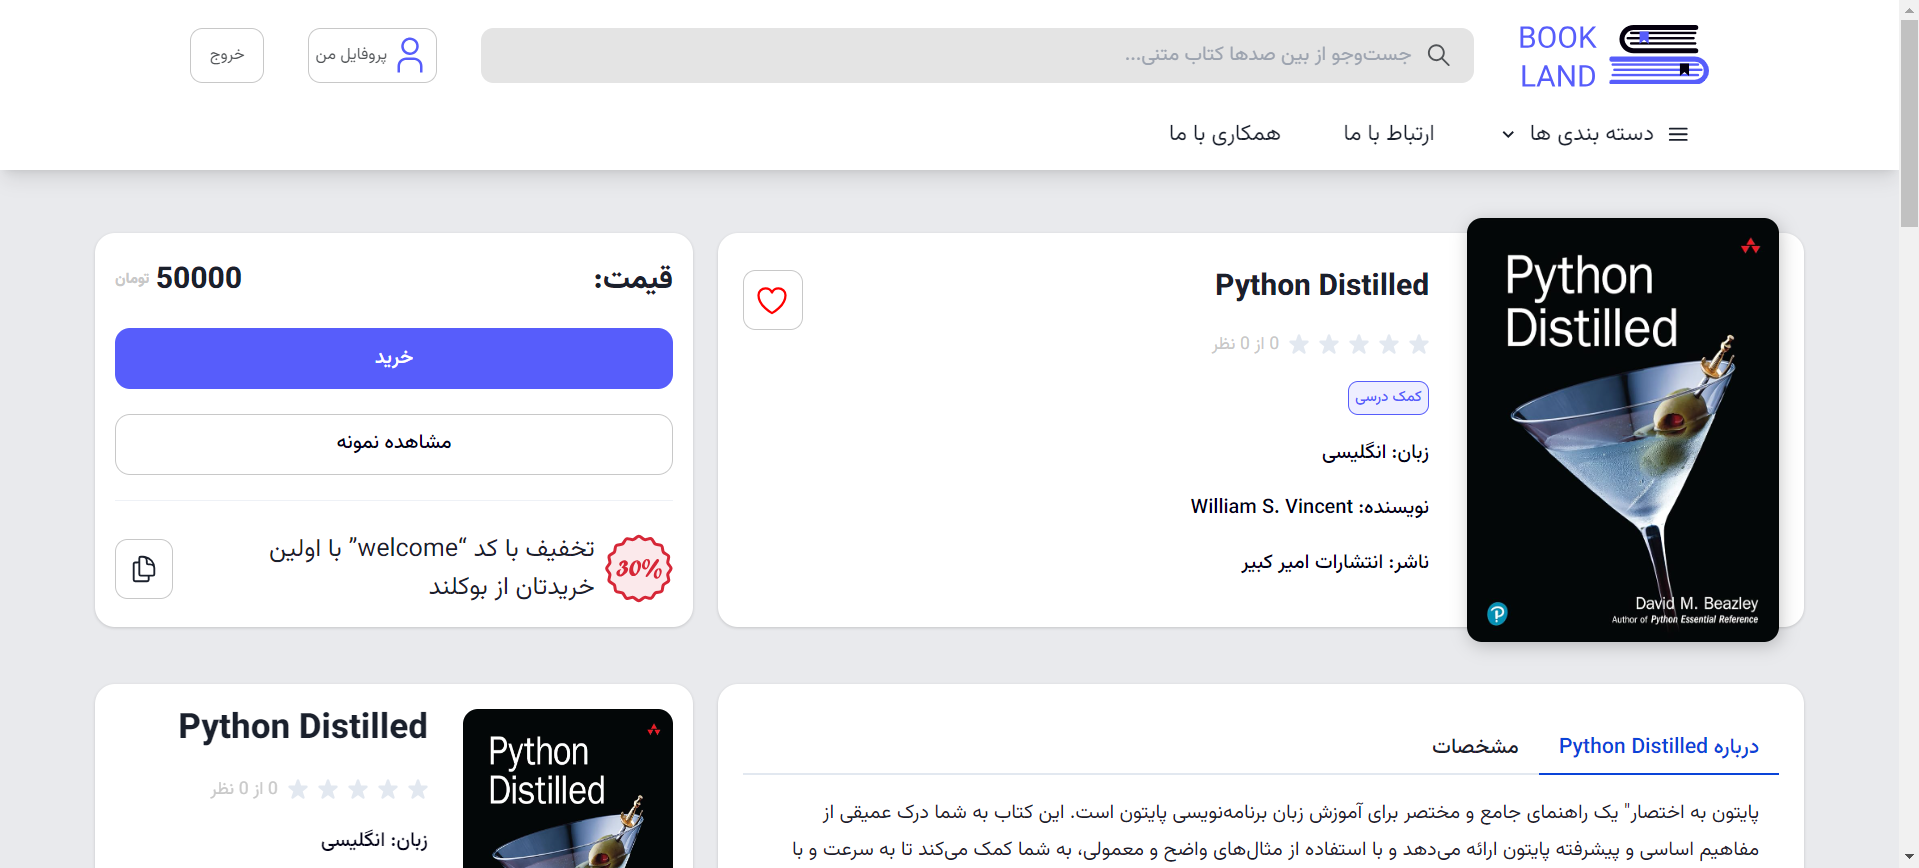 BOOK
LAND
جست‌وجو از بین صدها کتاب متنی...
پروفایل من
خروج
دسته بندی ها
ارتباط با ما
همکاری با ما
Python
Distilled
David M. Beazley
Author of Python Essential Reference
Python Distilled
0 از 0 نظر
کمک درسی
زبان: انگلیسی
نویسنده: William S. Vincent
ناشر: انتشارات امیر کبیر
قیمت:
50000 تومان
خرید
مشاهده نمونه
30%
تخفیف با کد “welcome” با اولین
خریدتان از بوکلند
درباره Python Distilled
مشخصات
پایتون به اختصار" یک راهنمای جامع و مختصر برای آموزش زبان برنامه‌نویسی پایتون است. این کتاب به شما درک عمیقی از
مفاهیم اساسی و پیشرفته پایتون ارائه می‌دهد و با استفاده از مثال‌های واضح و معمولی، به شما کمک می‌کند تا به سرعت و با
Python
Distilled
Python Distilled
0 از 0 نظر
زبان: انگلیسی